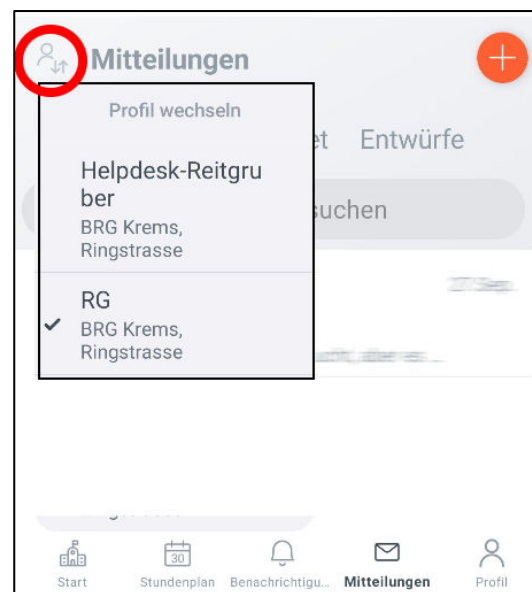 Mitteilungen
Profil wechseln
et Entwürfe
Helpdesk-Reitgru
ber
BRG Krems,
Ringstrasse
uchen
RG
BRG Krems,
Ringstrasse
30
Start Stundenplan Benachrichtigu... Mitteilungen Profil